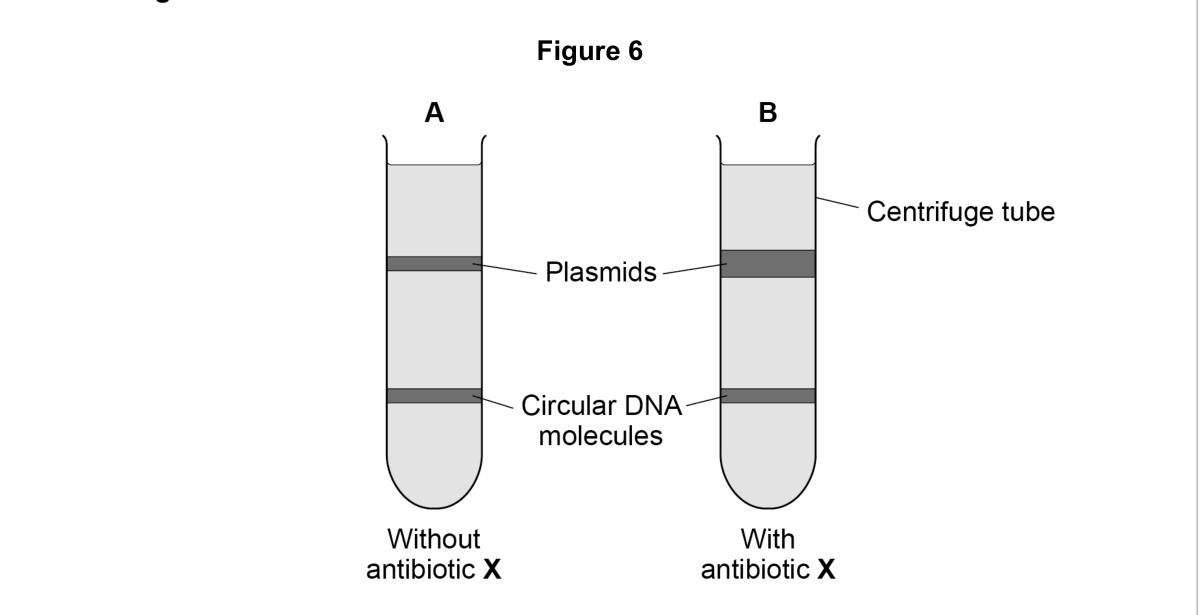 Figure 6
A
B
Centrifuge tube
Plasmids
Circular DNA
molecules
Without
antibiotic X
With
antibiotic X